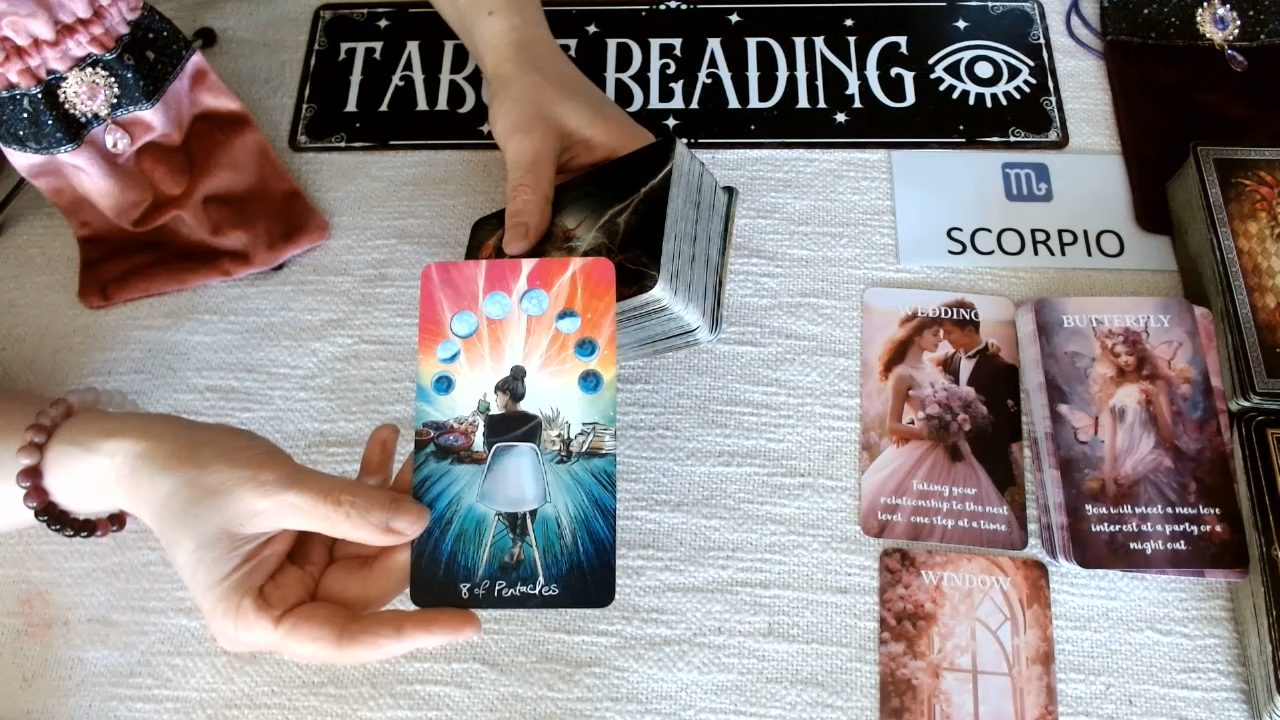 TAROT READING
SCORPIO
WEDDING
Taking your
relationship to the next
level, one step at a time.
BUTTERFLY
You will meet a new love
interest at a party or a
night out.
WINDOW
8 of Pentacles